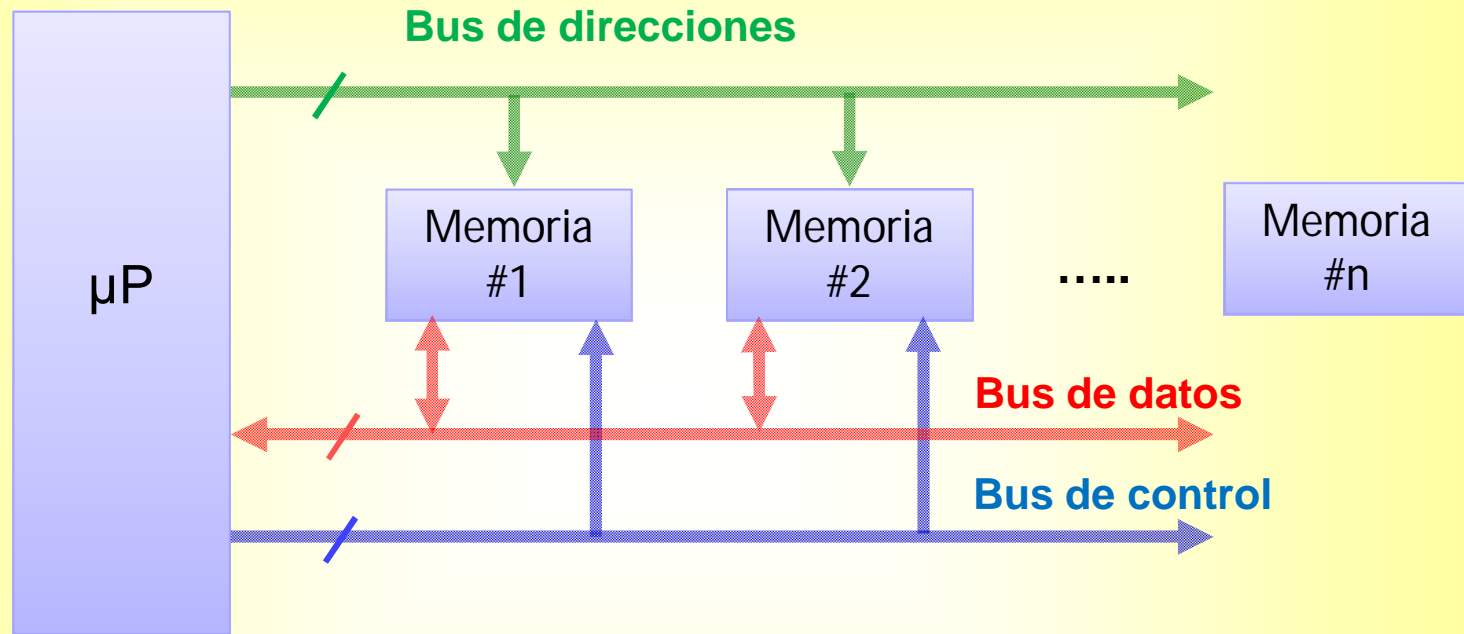 Bus de direcciones
µP
Memoria
#1
Memoria
#2
.....
Memoria
#n
Bus de datos
Bus de control